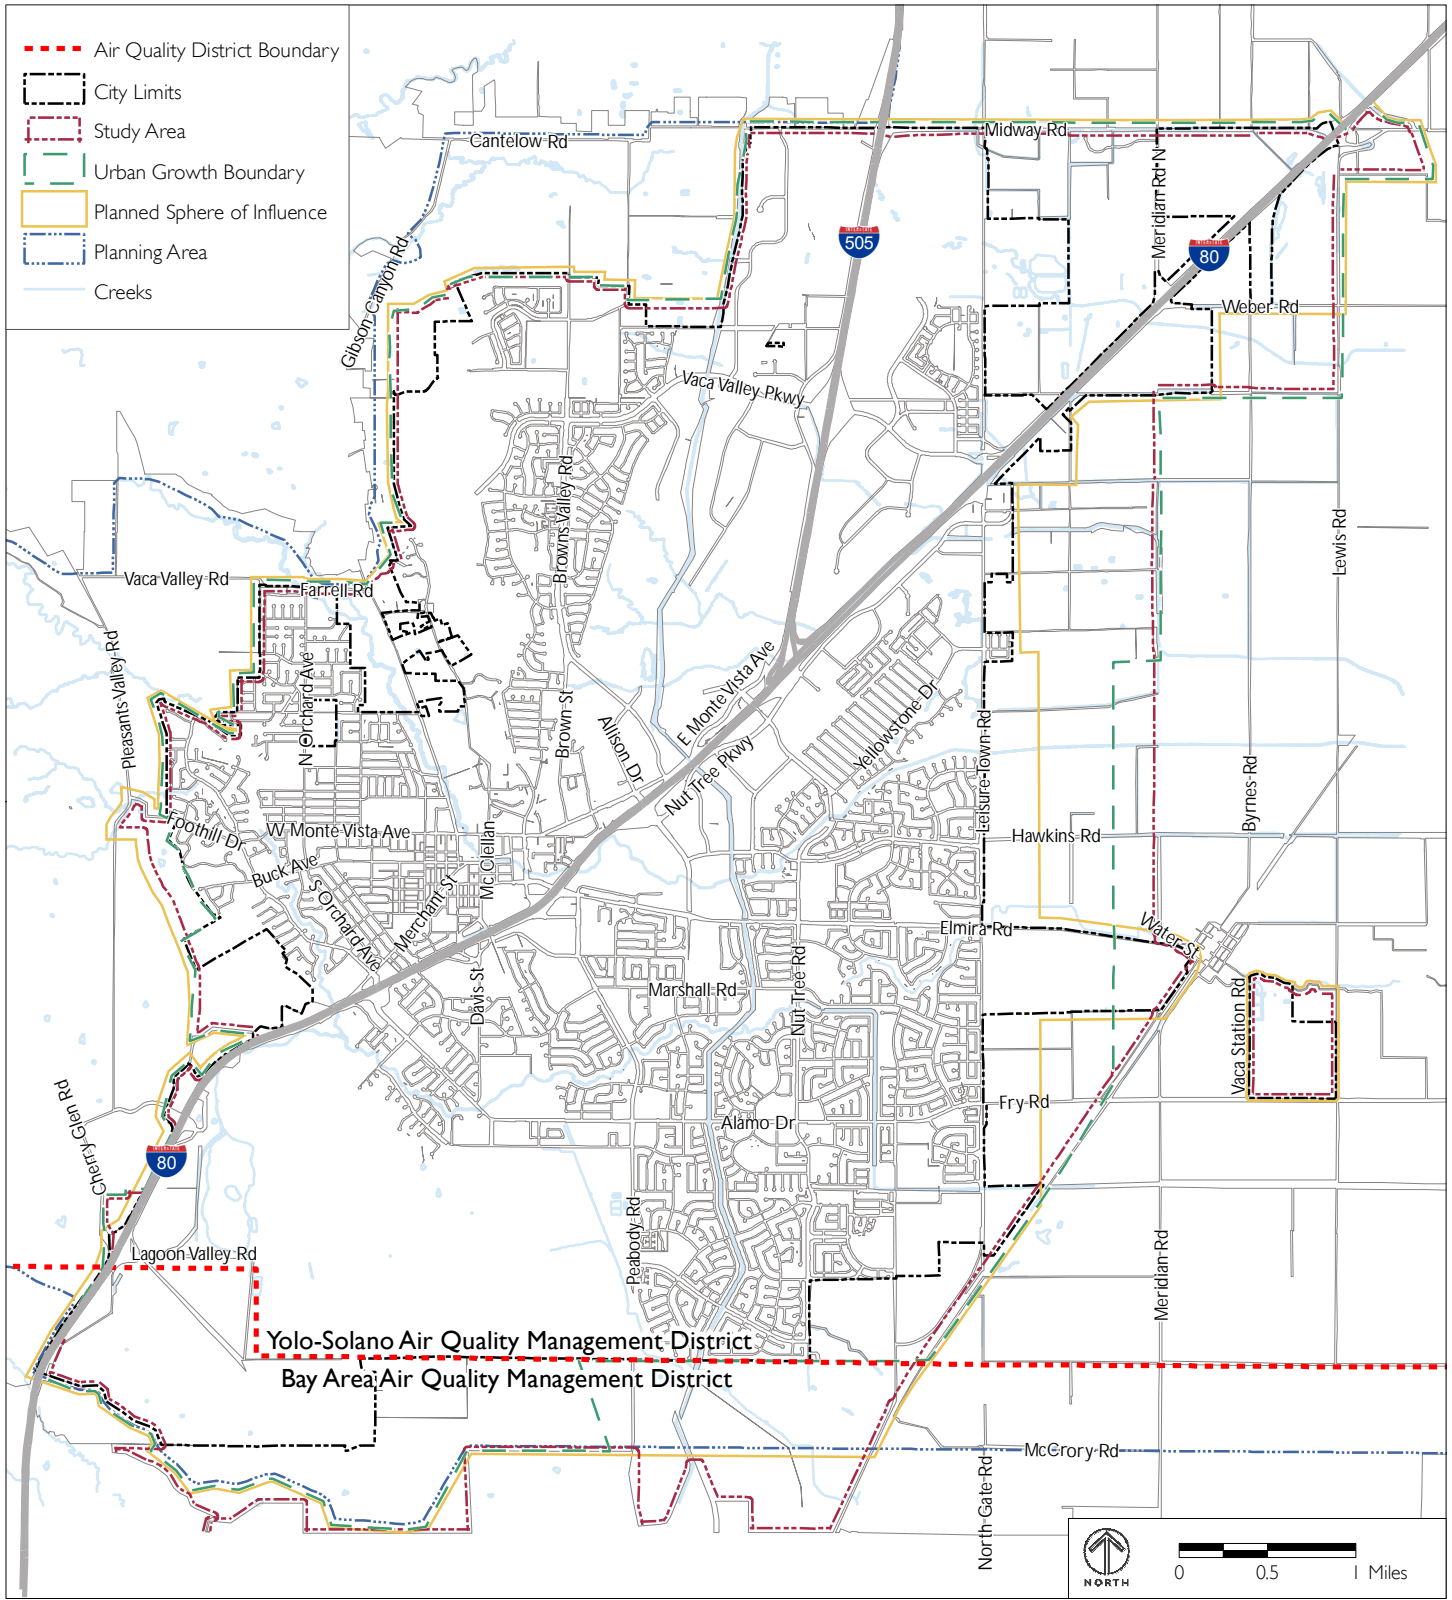 Air Quality District Boundary
City Limits
Study Area
Urban Growth Boundary
Planned Sphere of Influence
Planning Area
Creeks
Cantelow Rd
Midway Rd
Meridian Rd N
INTERSTATE
505
INTERSTATE
80
Gibson Canyon Rd
Weber Rd
Vaca Valley Pkwy
Browns Valley Rd
Lewis Rd
Vaca Valley Rd
Farrell Rd
Pleasants Valley Rd
N Orchard Ave
Brown St
Allison Dr
E Monte Vista Ave
Nut Tree Pkwy
Yellowstone Dr
Leisure Town Rd
Byrnes Rd
Foothill Dr
W Monte Vista Ave
Hawkins Rd
McClellan
Buck Ave
S Orchard Ave
Merchant St
Elmira Rd
Water St
Davis St
Marshall Rd
Nut Tree Rd
Vaca Station Rd
Cherry Glen Rd
Fry Rd
Alamo Dr
INTERSTATE
80
Peabody Rd
Lagoon Valley Rd
Meridian Rd
Yolo-Solano Air Quality Management District
Bay Area Air Quality Management District
McCrory Rd
North Gate Rd
NORTH
0 0.5 1 Miles